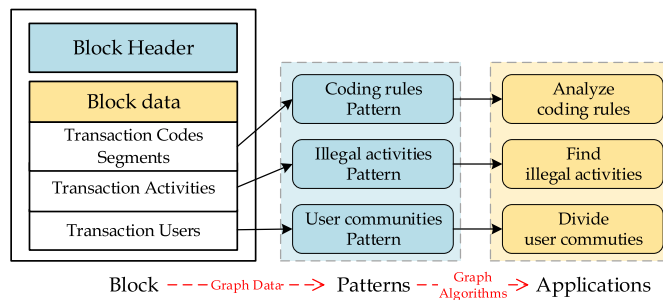 Block Header
Block data
Transaction Codes
Segments
Transaction Activities
Transaction Users
Coding rules
Pattern
Illegal activities
Pattern
User communities
Pattern
Analyze
coding rules
Find
illegal activities
Divide
user commuties
Block
Graph Data
Patterns
Graph
Algorithms
Applications